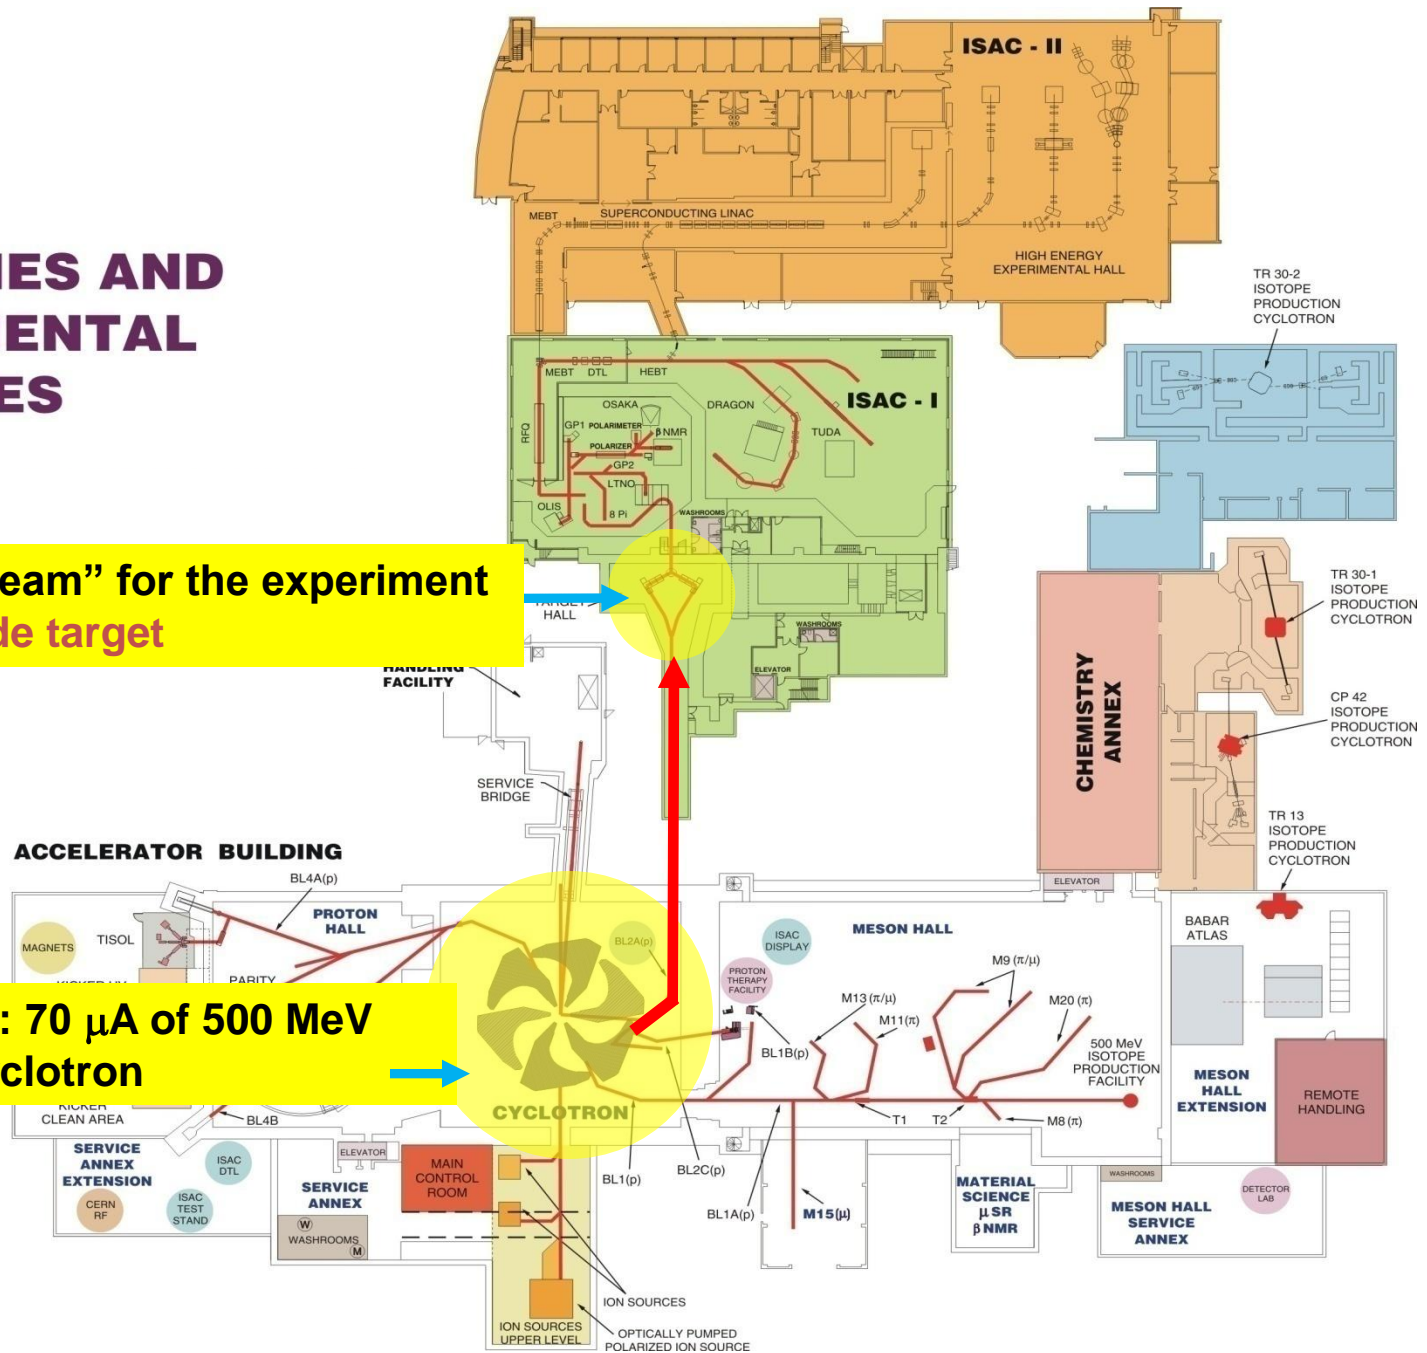 ISAC - II
MEBT
SUPERCONDUCTING LINAC
HIGH ENERGY
EXPERIMENTAL HALL
IES AND
ENTAL
ES
TR 30-2
ISOTOPE
PRODUCTION
CYCLOTRON
MEBT DTL HEBT
ISAC - I
OSAKA
DRAGON
GP1 POLARIMETER
β NMR
TUDA
RFQ
POLARIZER
GP2
LTNO
OLIS
8 Pi
WASHROOMS
eam” for the experiment
de target
TARGET
HALL
WASHROOMS
ELEVATOR
HANDLING
FACILITY
TR 30-1
ISOTOPE
PRODUCTION
CYCLOTRON
CHEMISTRY
ANNEX
CP 42
ISOTOPE
PRODUCTION
CYCLOTRON
SERVICE
BRIDGE
TR 13
ISOTOPE
PRODUCTION
CYCLOTRON
ACCELERATOR BUILDING
BL4A(p)
ELEVATOR
PROTON
HALL
MAGNETS
TISOL
BL2A(p)
ISAC
DISPLAY
MESON HALL
BABAR
ATLAS
PARITY
PROTON
THERAPY
FACILITY
M9 (π/μ)
M13 (π/μ)
M20 (π)
M11(π)
: 70 μA of 500 MeV
clotron
BL1B(p)
500 MeV
ISOTOPE
PRODUCTION
FACILITY
MESON
HALL
EXTENSION
REMOTE
HANDLING
KICKER
CLEAN AREA
BL4B
CYCLOTRON
T1
T2
M8 (π)
SERVICE
ANNEX
EXTENSION
ISAC
DTL
ELEVATOR
MAIN
CONTROL
ROOM
BL1(p)
BL2C(p)
BL1A(p)
M15(μ)
MATERIAL
SCIENCE
μ SR
β NMR
WASHROOMS
MESON HALL
SERVICE
ANNEX
DETECTOR
LAB
CERN
RF
ISAC
TEST
STAND
SERVICE
ANNEX
W
WASHROOMS
M
ION SOURCES
ION SOURCES
UPPER LEVEL
OPTICALLY PUMPED
POLARIZED ION SOURCE